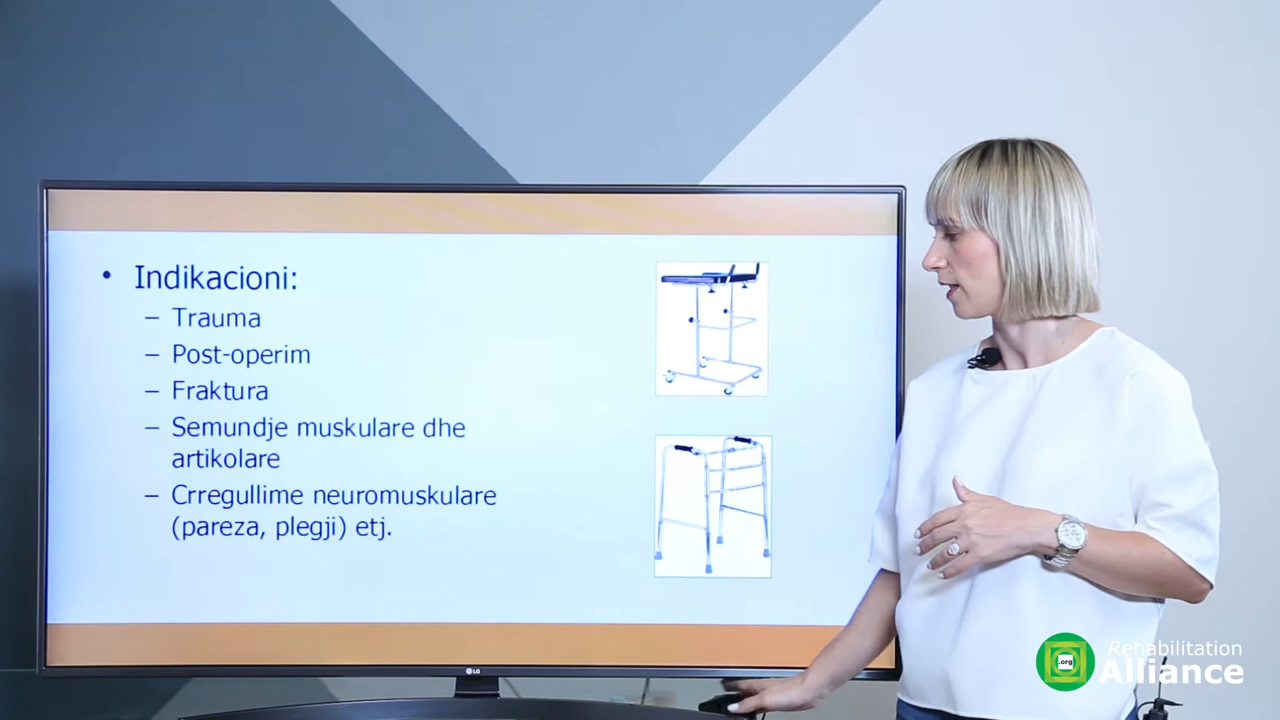 • Indikacioni:
– Trauma
– Post-operim
– Fraktura
– Semundje muskulare dhe
artikolare
– Crregullime neuromuskulare
(pareza, plegji) etj.
LG
.org
Rehabilitation
Alliance